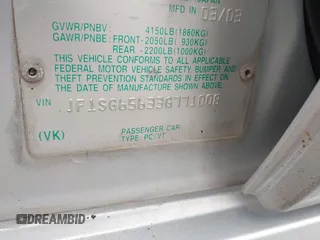 MFD IN 03/03
GVWR/PNBV: 4150LB(1880KG)
GAWR/PNBE: FRONT-2050LB( 930KG)
REAR -2200LB(1000KG)
THIS VEHICLE CONFORMS TO ALL APPLICABLE
FEDERAL MOTOR VEHICLE SAFETY, BUMPER,
AND THEFT PREVENTION STANDARDS IN EFFECT ON
THE DATE OF MANUFACTURE SHOWN ABOVE
VIN
(VK)
PASSENGER CAR
TYPE:PC/VT
© DREAMBID